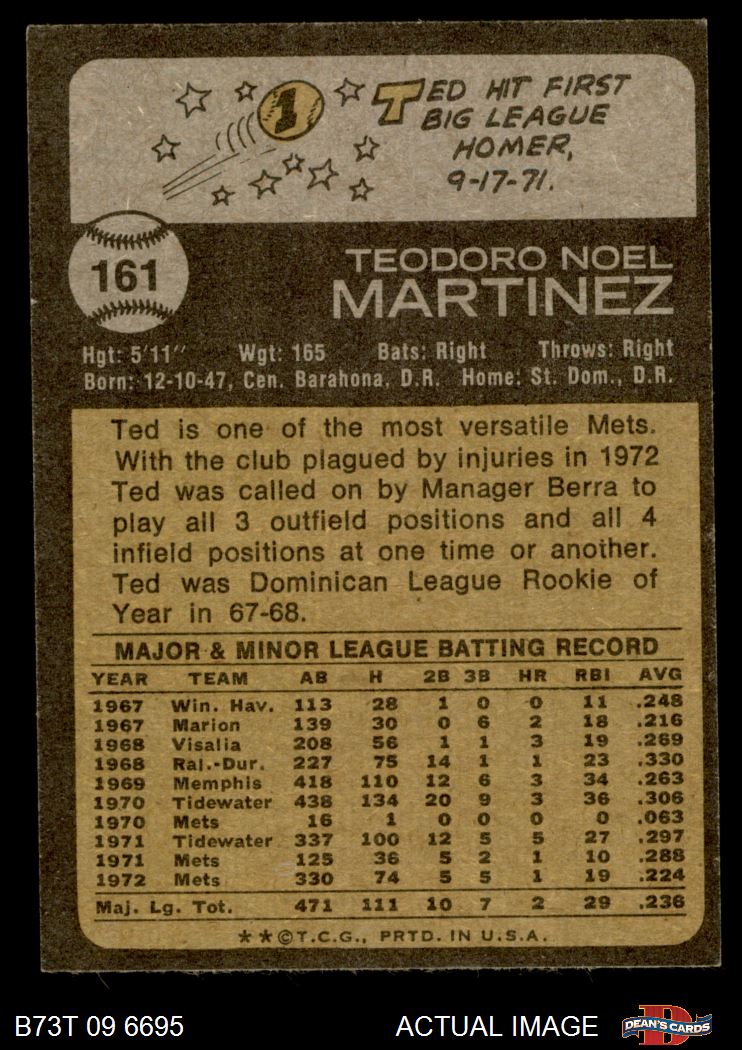 1 TED HIT FIRST
BIG LEAGUE
HOMER,
9-17-71.
161
TEODORO NOEL
MARTINEZ
Hgt: 5'11" Wgt: 165 Bats: Right Throws: Right
Born: 12-10-47, Cen. Barahona, D.R. Home: St. Dom., D.R.
Ted is one of the most versatile Mets.
With the club plagued by injuries in 1972
Ted was called on by Manager Berra to
play all 3 outfield positions and all 4
infield positions at one time or another.
Ted was Dominican League Rookie of
Year in 67-68.
MAJOR & MINOR LEAGUE BATTING RECORD
YEAR TEAM AB H 2B 3B HR RBI AVG
1967 Win. Hav. 113 28 1 0 0 11 .248
1967 Marion 139 30 0 6 2 18 .216
1968 Visalia 208 56 1 1 3 19 .269
1968 Ral.-Dur. 227 75 14 1 1 23 .330
1969 Memphis 418 110 12 6 3 34 .263
1970 Tidewater 438 134 20 9 3 36 .306
1970 Mets 16 1 0 0 0 0 .063
1971 Tidewater 337 100 12 5 5 27 .297
1971 Mets 125 36 5 2 1 10 .288
1972 Mets 330 74 5 5 1 19 .224
Maj. Lg. Tot. 471 111 10 7 2 29 .236
**©T.C.G., PRTD. IN U.S.A.
B73T 09 6695 ACTUAL IMAGE D DEAN'S CARDS